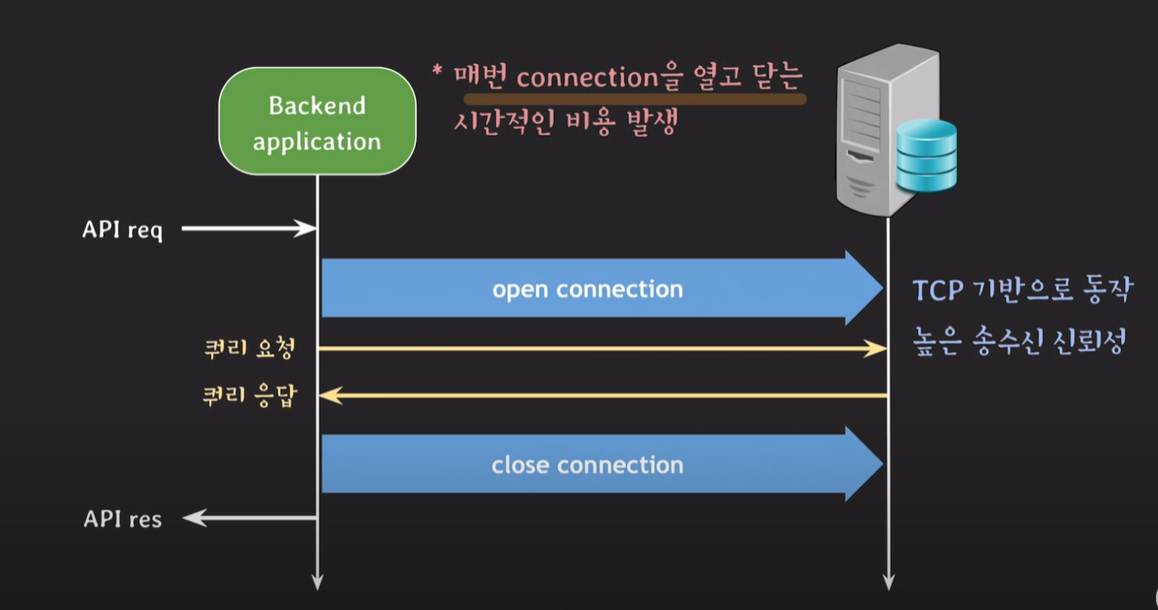 Backend
application
* 매번 connection을 열고 닫는
시간적인 비용 발생
API req
open connection
TCP 기반으로 동작
높은 송수신 신뢰성
쿼리 요청
쿼리 응답
close connection
API res